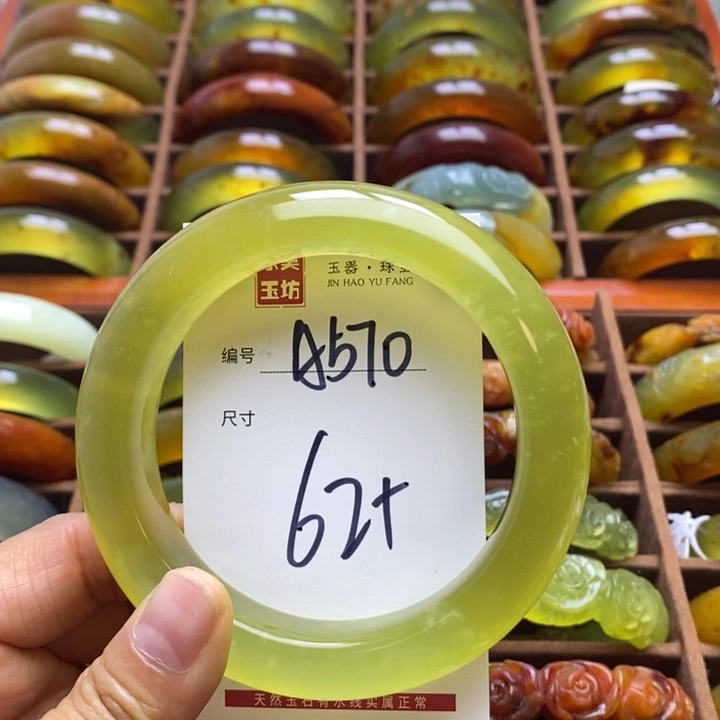 玉坊
玉器·珠
JIN HAO YU FANG
编号 A570
尺寸
62+
天然玉石有水线实属正常